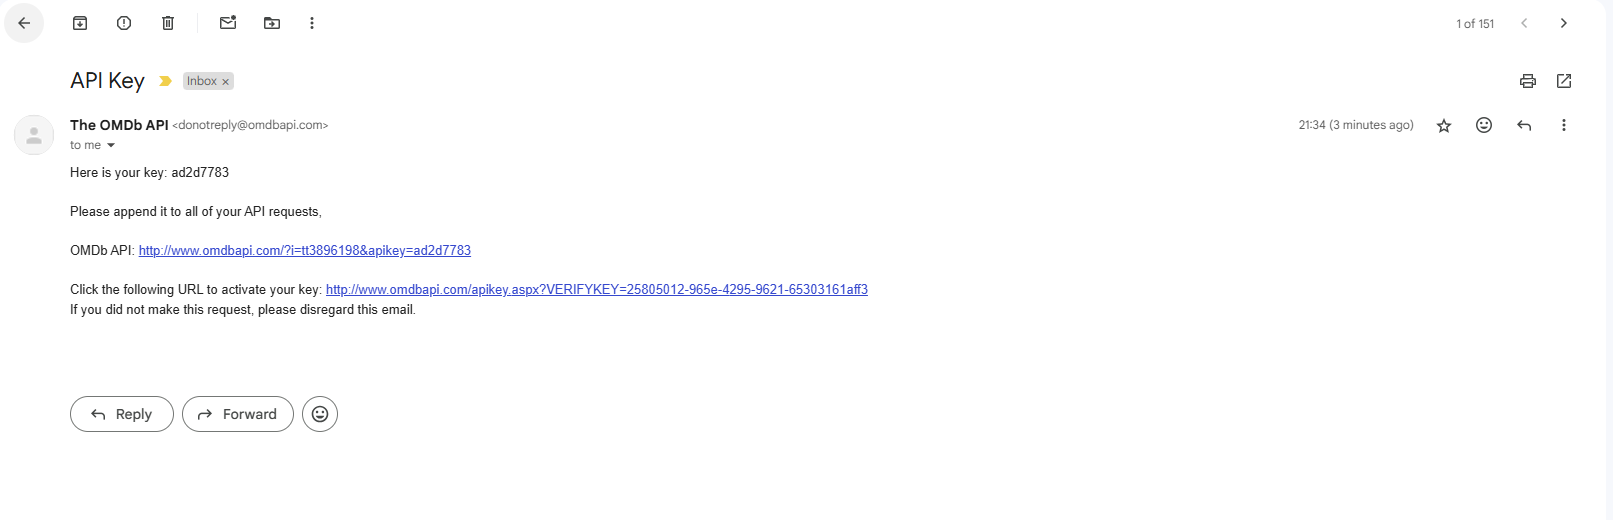 1 of 151
API Key
Inbox ×
The OMDb API <donotreply@omdbapi.com>
21:34 (3 minutes ago)
to me
Here is your key: ad2d7783
Please append it to all of your API requests,
OMDb API: http://www.omdbapi.com/?i=tt3896198&apikey=ad2d7783
Click the following URL to activate your key: http://www.omdbapi.com/apikey.aspx?VERIFYKEY=25805012-965e-4295-9621-65303161aff3
If you did not make this request, please disregard this email.
Reply
Forward